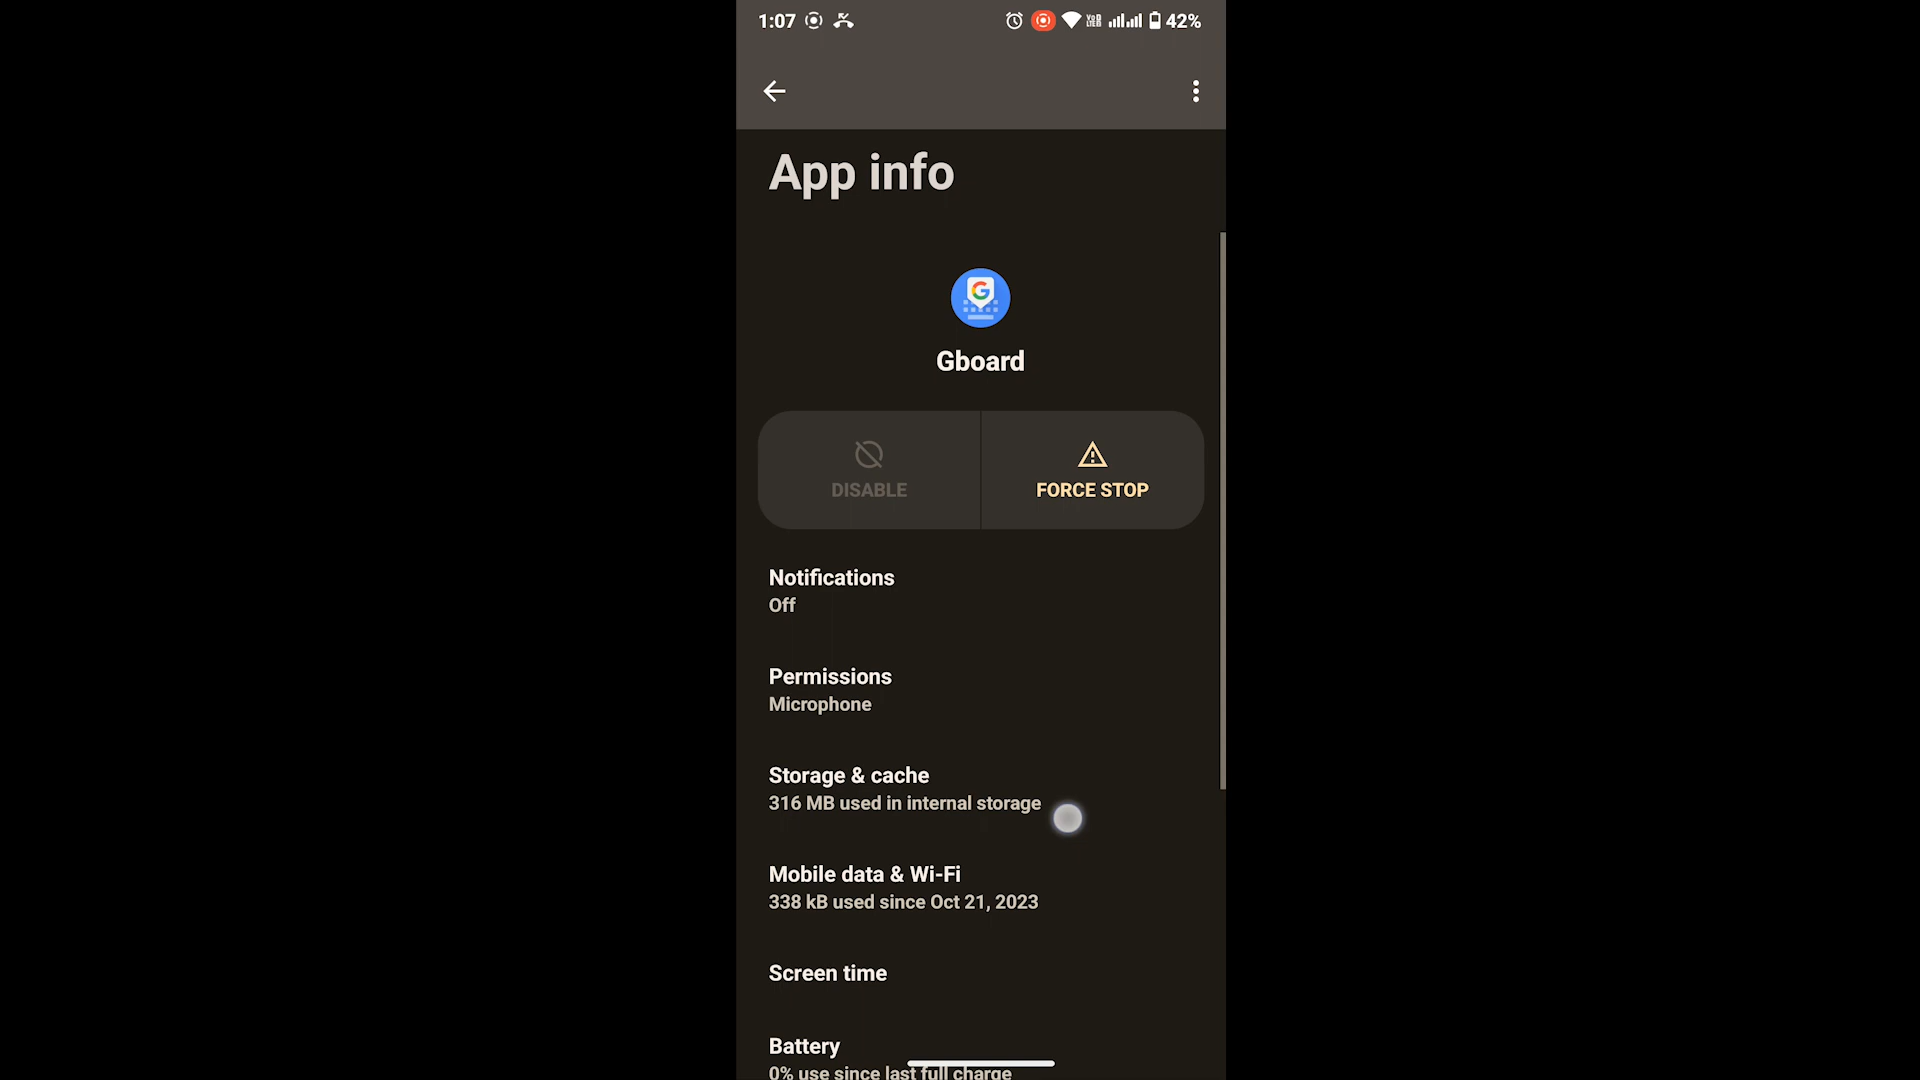 1:07 42%
App info
Gboard
DISABLE FORCE STOP
Notifications
Off
Permissions
Microphone
Storage & cache
316 MB used in internal storage
Mobile data & Wi-Fi
338 kB used since Oct 21, 2023
Screen time
Battery
0% use since last full charge